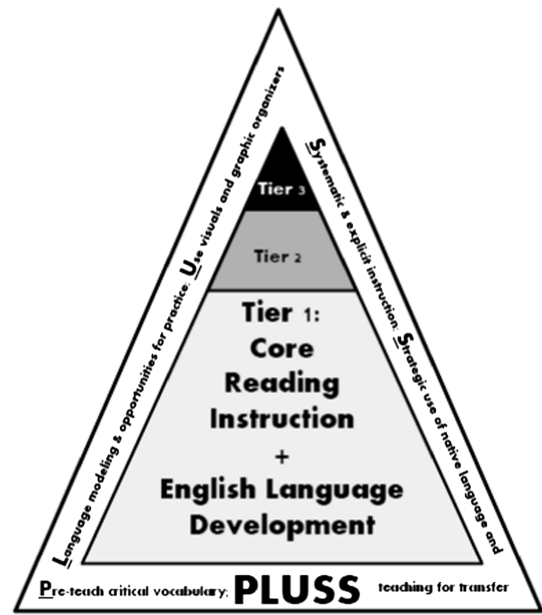 Language modeling & opportunities for practice; Use visuals and graphic organizers
Systematic & explicit instruction; Strategic use of native language and
Tier 3
Tier 2
Tier 1:
Core
Reading
Instruction
+
English Language
Development
Pre-teach critical vocabulary; PLUSS teaching for transfer